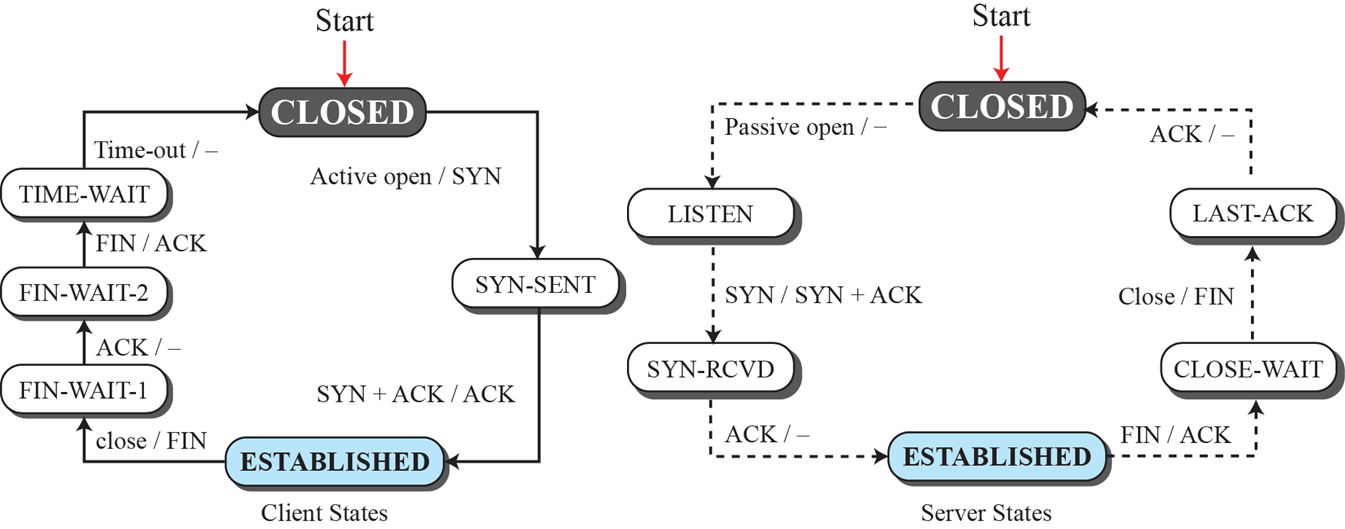 Start
CLOSED
Time-out / –
Active open / SYN
TIME-WAIT
FIN / ACK
FIN-WAIT-2
SYN-SENT
ACK / –
FIN-WAIT-1
SYN + ACK / ACK
close / FIN
ESTABLISHED
Client States
Start
CLOSED
Passive open / –
ACK / –
LISTEN
LAST-ACK
SYN / SYN + ACK
Close / FIN
SYN-RCVD
CLOSE-WAIT
ACK / –
FIN / ACK
ESTABLISHED
Server States